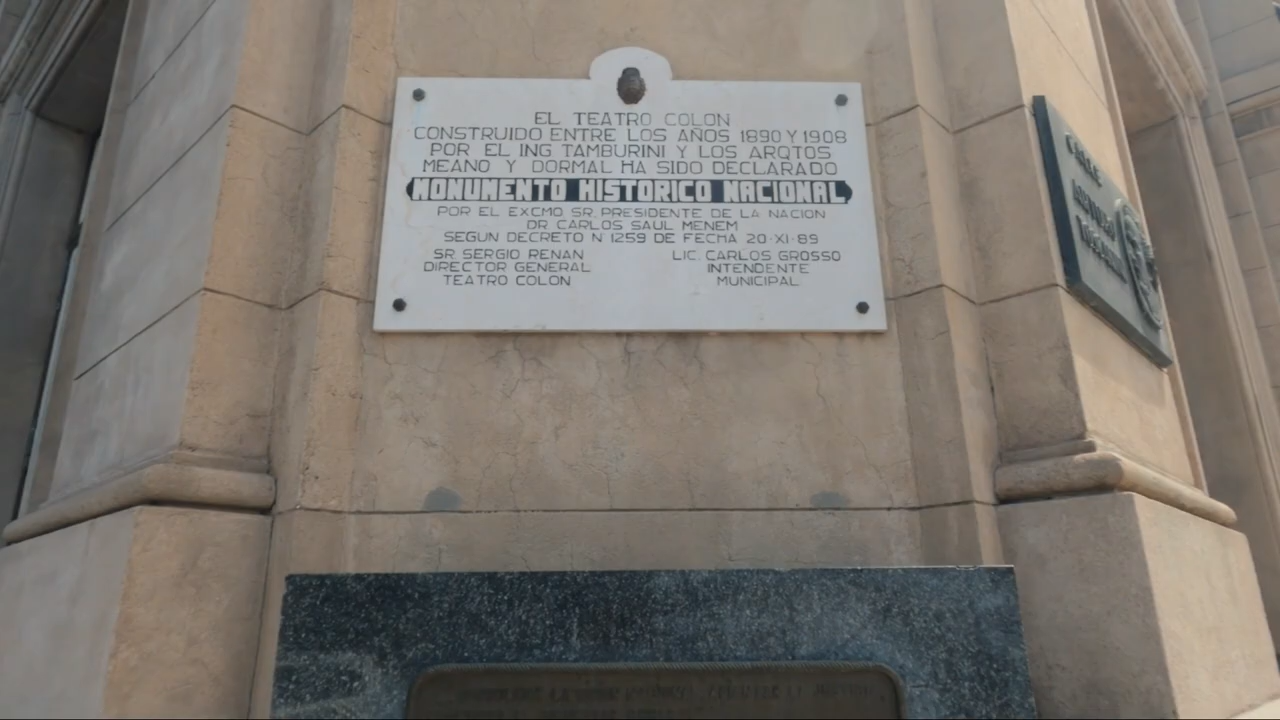 EL TEATRO COLON
CONSTRUIDO ENTRE LOS AÑOS 1890 Y 1908
POR EL ING TAMBURINI Y LOS ARQTOS
MEANO Y DORMAL HA SIDO DECLARADO
MONUMENTO HISTORICO NACIONAL
POR EL EXCMO SR. PRESIDENTE DE LA NACION
DR CARLOS SAUL MENEM
SEGUN DECRETO N 1259 DE FECHA 20·XI·89
SR SERGIO RENAN
DIRECTOR GENERAL
TEATRO COLON
LIC. CARLOS GROSSO
INTENDENTE
MUNICIPAL